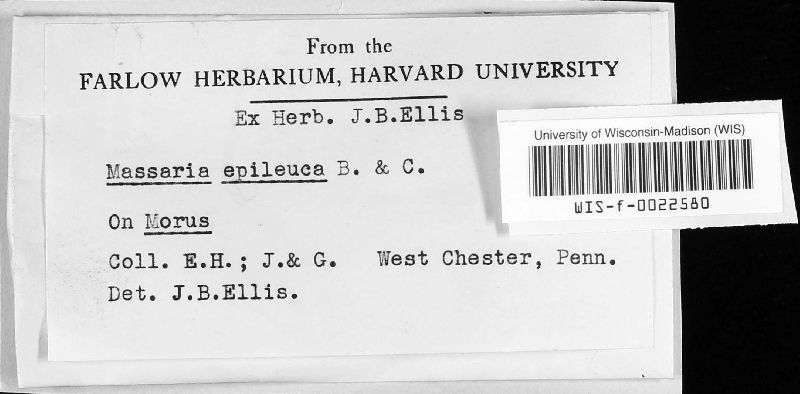 From the
FARLOW HERBARIUM, HARVARD UNIVERSITY
Ex Herb. J.B.Ellis
Massaria epileuca B. & C.
On Morus
Coll. E.H.; J.& G. West Chester, Penn.
Det. J.B.Ellis.
University of Wisconsin-Madison (WIS)
WIS-f-0022580